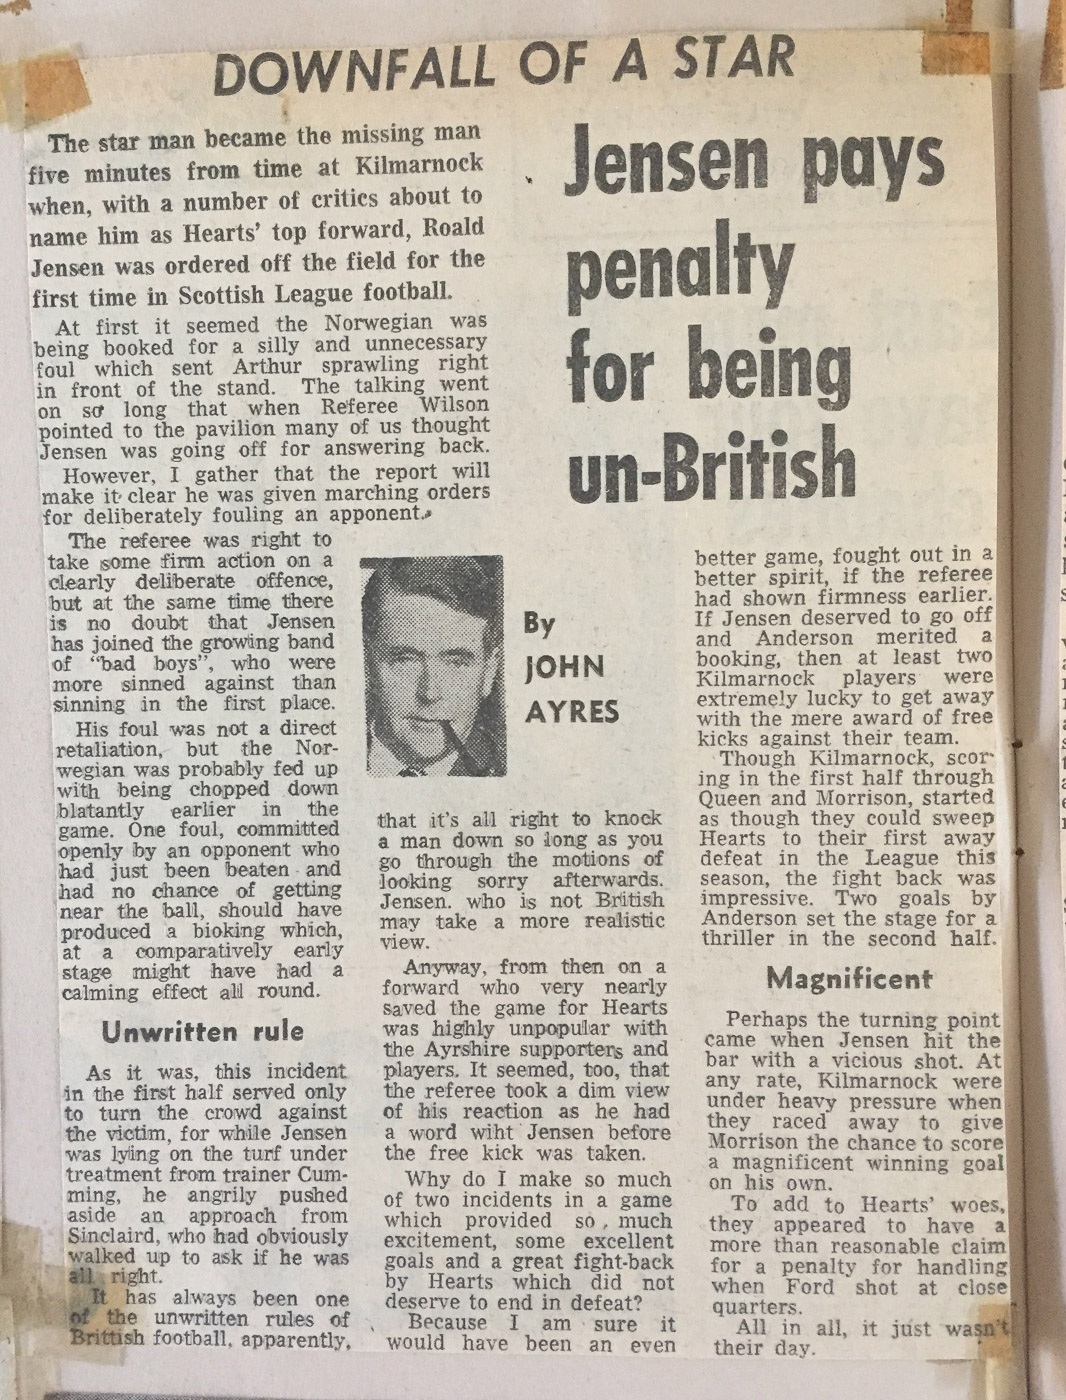 DOWNFALL OF A STAR
Jensen pays
penalty
for being
un-British
The star man became the missing man
five minutes from time at Kilmarnock
when, with a number of critics about to
name him as Hearts' top forward, Roald
Jensen was ordered off the field for the
first time in Scottish League football.
At first it seemed the Norwegian was
being booked for a silly and unnecessary
foul which sent Arthur sprawling right
in front of the stand. The talking went
on so long that when Referee Wilson
pointed to the pavilion many of us thought
Jensen was going off for answering back.
However, I gather that the report will
make it clear he was given marching orders
for deliberately fouling an apponent.
The referee was right to
take some firm action on a
clearly deliberate offence,
but at the same time there
is no doubt that Jensen
has joined the growing band
of "bad boys", who were
more sinned against than
sinning in the first place.
His foul was not a direct
retaliation, but the Nor-
wegian was probably fed up
with being chopped down
blatantly earlier in the
game. One foul, committed
openly by an opponent who
had just been beaten and
had no chance of getting
near the ball, should have
produced a bioking which,
at a comparatively early
stage might have had a
calming effect all round.
Unwritten rule
As it was, this incident
in the first half served only
to turn the crowd against
the victim, for while Jensen
was lying on the turf under
treatment from trainer Cum-
ming, he angrily pushed
aside an approach from
Sinclaird, who had obviously
walked up to ask if he was
all right.
It has always been one
of the unwritten rules of
Brittish football, apparently,
By
JOHN
AYRES
that it's all right to knock
a man down so long as you
go through the motions of
looking sorry afterwards.
Jensen. who is not British
may take a more realistic
view.
Anyway, from then on a
forward who very nearly
saved the game for Hearts
was highly unpopular with
the Ayrshire supporters and
players. It seemed, too, that
the referee took a dim view
of his reaction as he had
a word wiht Jensen before
the free kick was taken.
Why do I make so much
of two incidents in a game
which provided so much
excitement, some excellent
goals and a great fight-back
by Hearts which did not
deserve to end in defeat?
Because I am sure it
would have been an even
better game, fought out in a
better spirit, if the referee
had shown firmness earlier.
If Jensen deserved to go off
and Anderson merited a
booking, then at least two
Kilmarnock players were
extremely lucky to get away
with the mere award of free
kicks against their team.
Though Kilmarnock, scor-
ing in the first half through
Queen and Morrison, started
as though they could sweep
Hearts to their first away
defeat in the League this
season, the fight back was
impressive. Two goals by
Anderson set the stage for a
thriller in the second half.
Magnificent
Perhaps the turning point
came when Jensen hit the
bar with a vicious shot. At
any rate, Kilmarnock were
under heavy pressure when
they raced away to give
Morrison the chance to score
a magnificent winning goal
on his own.
To add to Hearts' woes,
they appeared to have a
more than reasonable claim
for a penalty for handling
when Ford shot at close
quarters.
All in all, it just wasn't
their day.